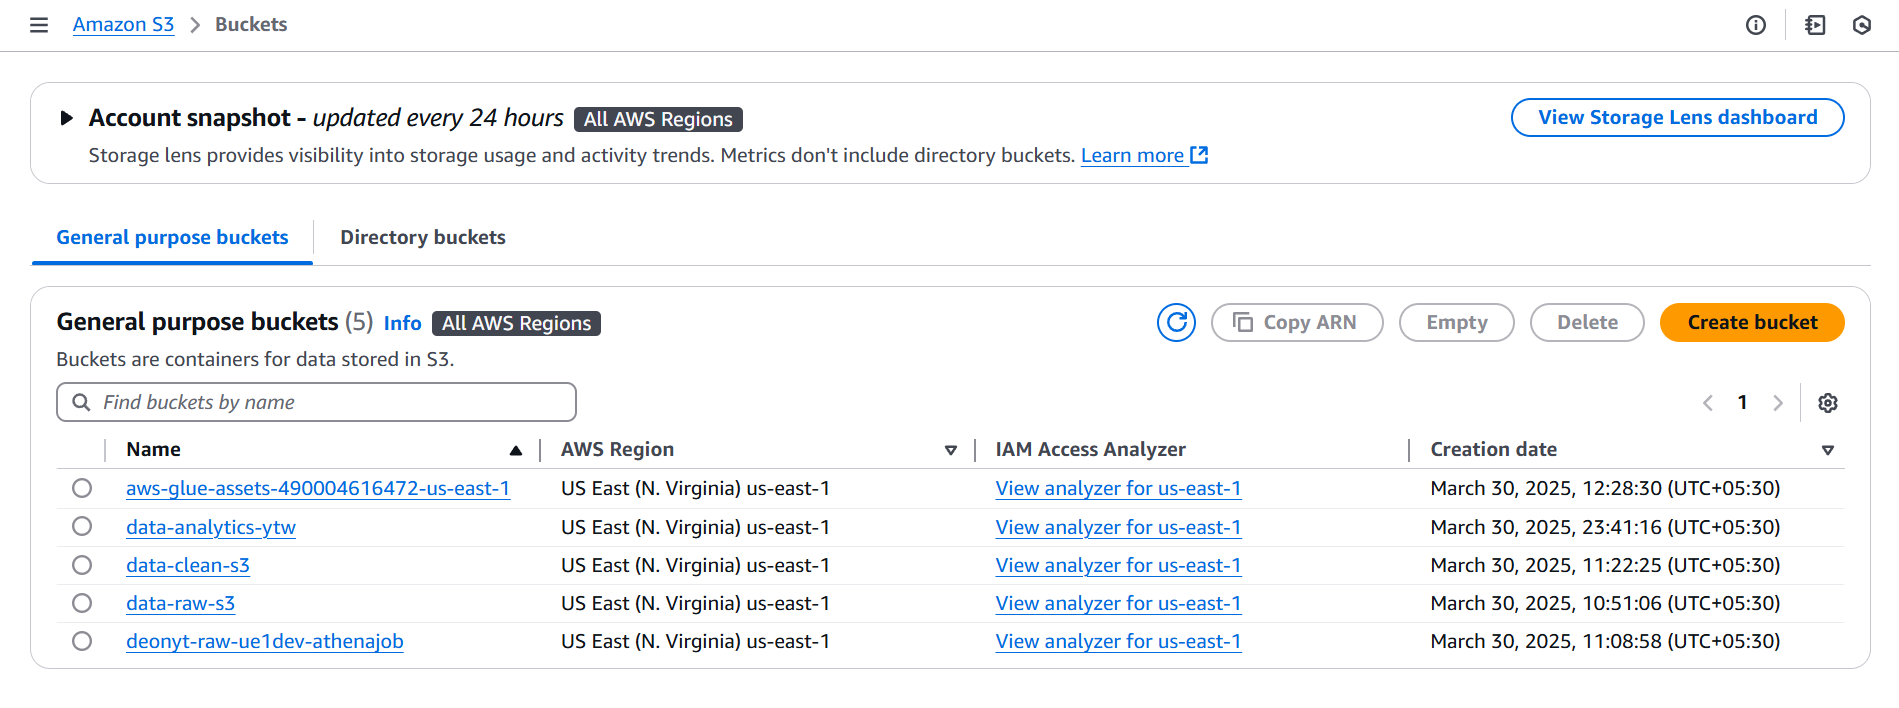 Amazon S3 > Buckets
Account snapshot - updated every 24 hours All AWS Regions
View Storage Lens dashboard
Storage lens provides visibility into storage usage and activity trends. Metrics don't include directory buckets. Learn more
General purpose buckets Directory buckets
General purpose buckets (5) Info All AWS Regions
Copy ARN Empty Delete Create bucket
Buckets are containers for data stored in S3.
Find buckets by name
1
Name AWS Region IAM Access Analyzer Creation date
aws-glue-assets-490004616472-us-east-1 US East (N. Virginia) us-east-1 View analyzer for us-east-1 March 30, 2025, 12:28:30 (UTC+05:30)
data-analytics-ytw US East (N. Virginia) us-east-1 View analyzer for us-east-1 March 30, 2025, 23:41:16 (UTC+05:30)
data-clean-s3 US East (N. Virginia) us-east-1 View analyzer for us-east-1 March 30, 2025, 11:22:25 (UTC+05:30)
data-raw-s3 US East (N. Virginia) us-east-1 View analyzer for us-east-1 March 30, 2025, 10:51:06 (UTC+05:30)
deonyt-raw-ue1dev-athenajob US East (N. Virginia) us-east-1 View analyzer for us-east-1 March 30, 2025, 11:08:58 (UTC+05:30)